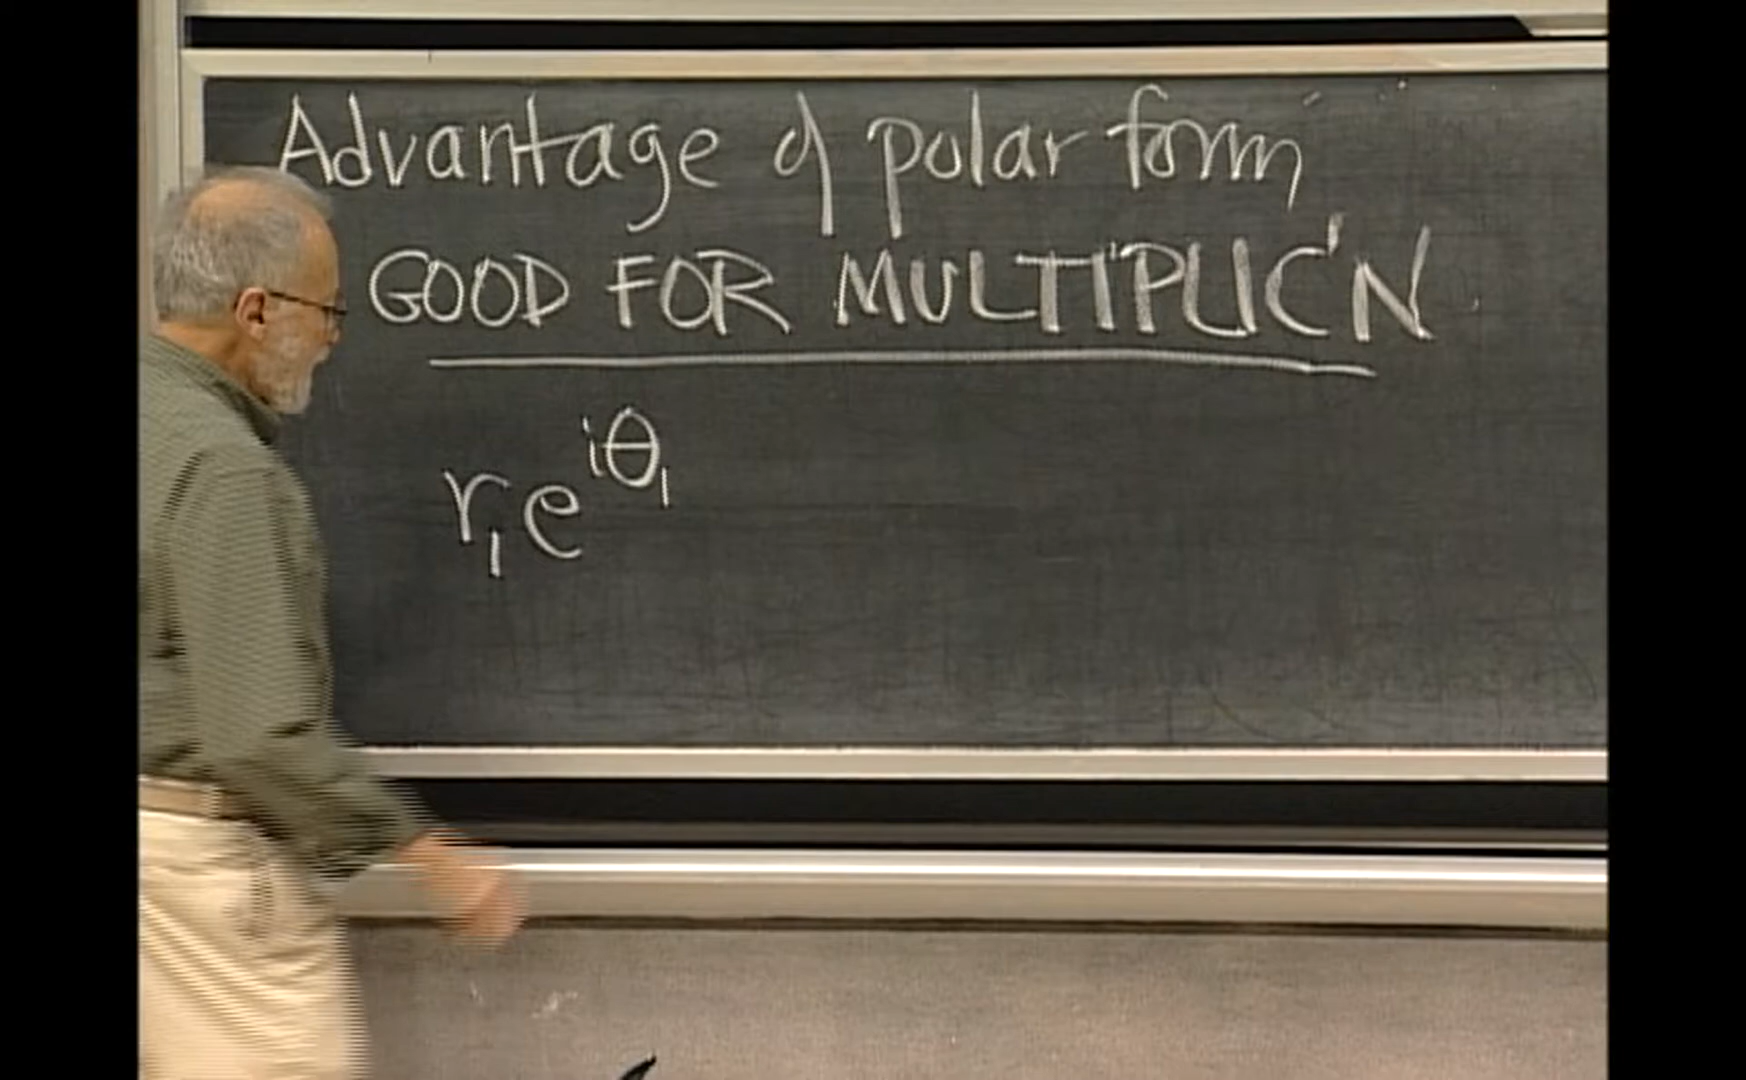 Advantage of polar form
GOOD FOR MULTIPLIC'N
r₁e^{iθ₁}